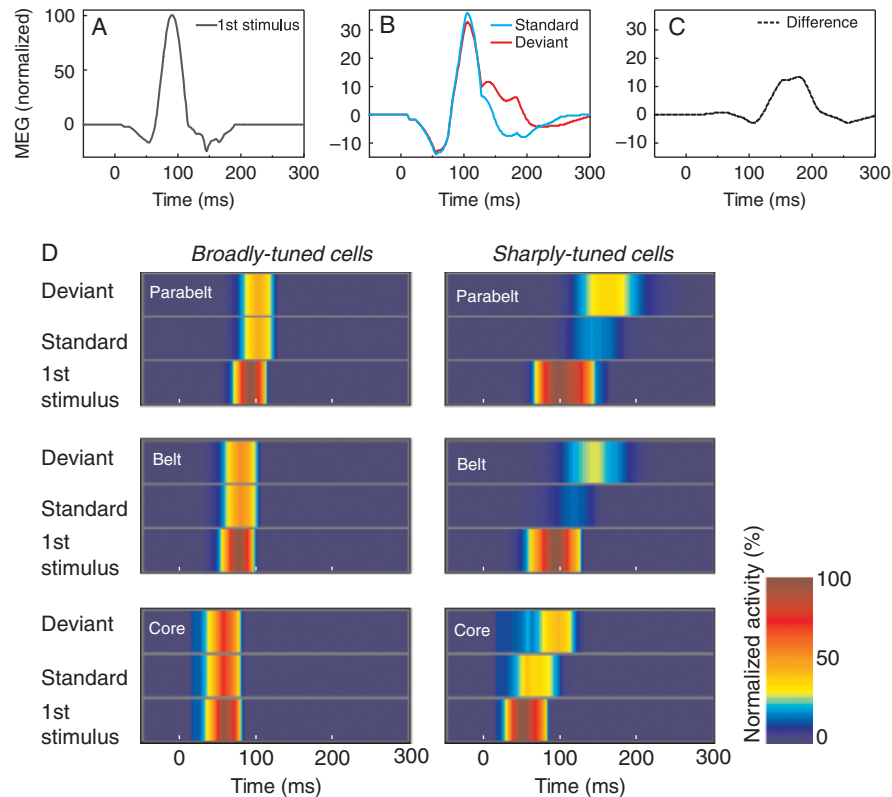 A
1st stimulus
MEG (normalized)
100
50
0
0
100
200
300
Time (ms)
B
Standard
Deviant
30
20
10
0
−10
0
100
200
300
Time (ms)
C
Difference
30
20
10
0
−10
0
100
200
300
Time (ms)
D
Broadly-tuned cells
Sharply-tuned cells
Deviant
Standard
1st
stimulus
Parabelt
Parabelt
Deviant
Standard
1st
stimulus
Belt
Belt
Deviant
Standard
1st
stimulus
Core
Core
0
100
200
300
Time (ms)
0
100
200
300
Time (ms)
Normalized activity (%)
100
50
0